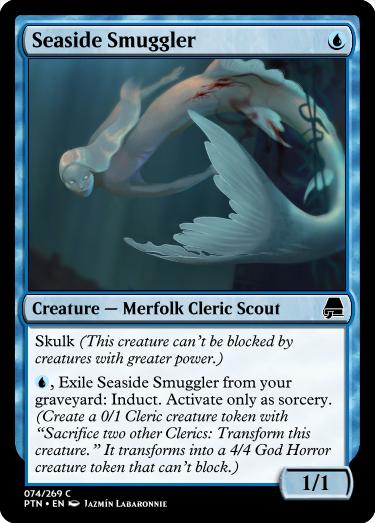 Seaside Smuggler
Creature — Merfolk Cleric Scout
Skulk (This creature can't be blocked by
creatures with greater power.)
, Exile Seaside Smuggler from your
graveyard: Induct. Activate only as sorcery.
(Create a 0/1 Cleric creature token with
“Sacrifice two other Clerics: Transform this
creature.” It transforms into a 4/4 God Horror
creature token that can't block.)
1/1
074/269 C
PTN • EN Jazmín Labaronnie